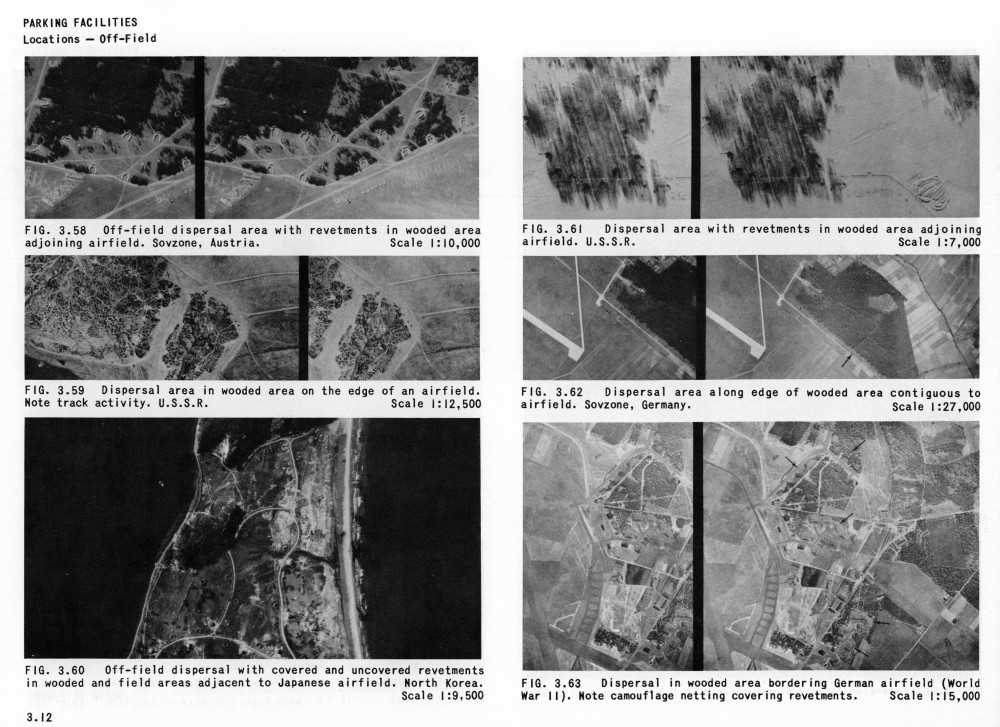 PARKING FACILITIES
Locations — Off-Field
FIG. 3.58 Off-field dispersal area with revetments in wooded area
adjoining airfield. Sovzone, Austria. Scale 1:10,000
FIG. 3.59 Dispersal area in wooded area on the edge of an airfield.
Note track activity. U.S.S.R. Scale 1:12,500
FIG. 3.60 Off-field dispersal with covered and uncovered revetments
in wooded and field areas adjacent to Japanese airfield. North Korea.
Scale 1:9,500
3.12
FIG. 3.61 Dispersal area with revetments in wooded area adjoining
airfield. U.S.S.R. Scale 1:7,000
FIG. 3.62 Dispersal area along edge of wooded area contiguous to
airfield. Sovzone, Germany. Scale 1:27,000
FIG. 3.63 Dispersal in wooded area bordering German airfield (World
War II). Note camouflage netting covering revetments. Scale 1:15,000